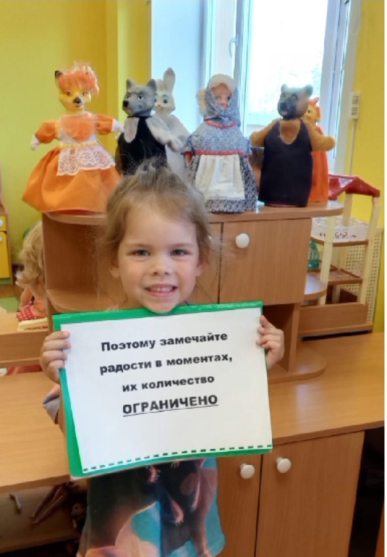 Поэтому замечайте
радости в моментах,
их количество
ОГРАНИЧЕНО